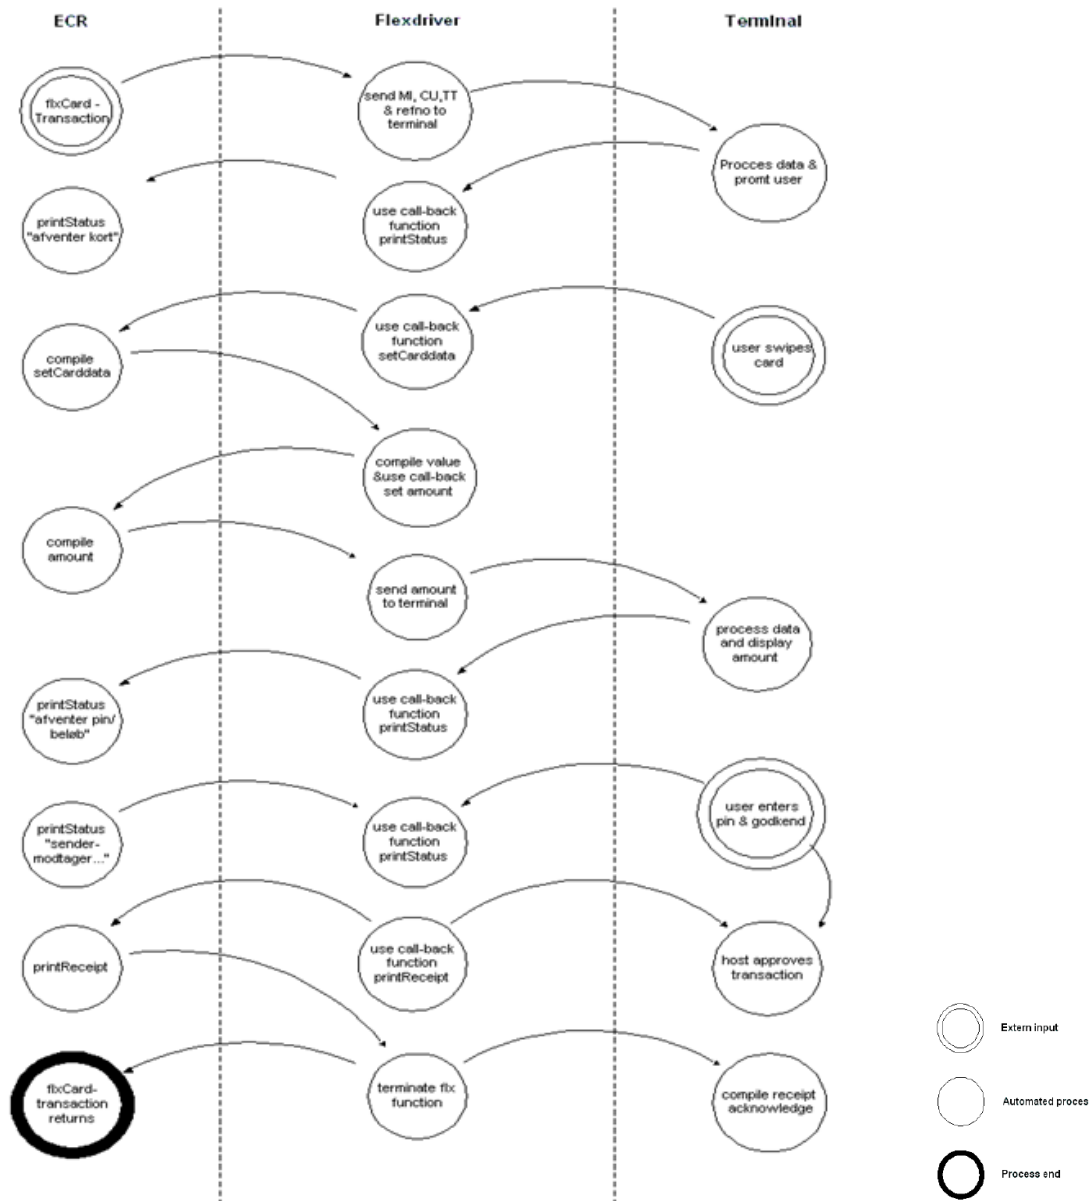 ECR
Flexdriver
Terminal
flxCard -
Transaction
send MI, CU,TT
& refno to
terminal
Procces data &
promt user
printStatus
"afventer kort"
use call-back
function
printStatus
compile
setCarddata
use call-back
function
setCarddata
user swipes
card
compile value
&use call-back
set amount
compile
amount
send amount
to terminal
process data
and display
amount
printStatus
"afventer pin/
beløb"
use call-back
function
printStatus
user enters
pin & godkend
printStatus
"sender-
modtager..."
use call-back
function
printStatus
printReceipt
use call-back
function
printReceipt
host approves
transaction
flxCard-
transaction
returns
terminate flx
function
compile receipt
acknowledge
Extern input
Automated proces
Process end